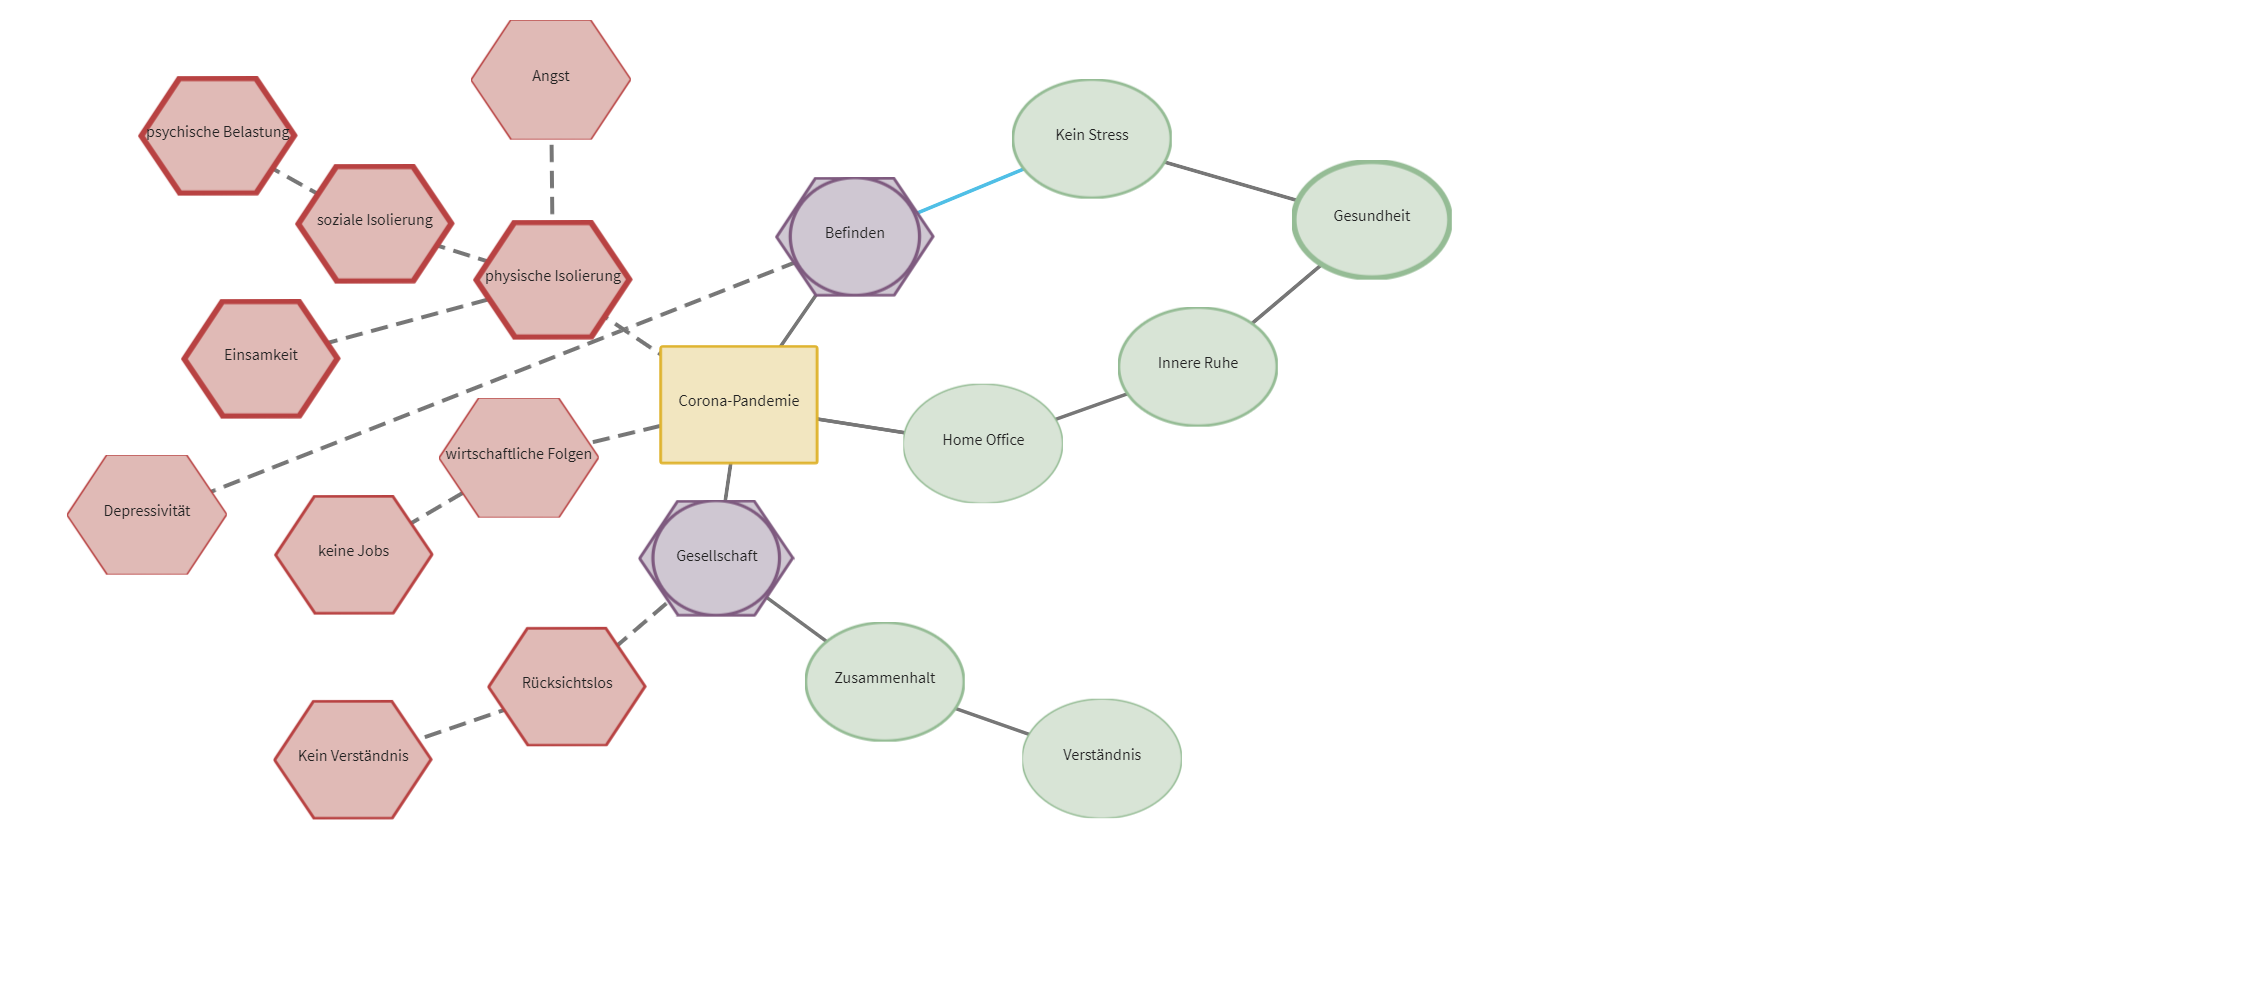 Angst
psychische Belastung
Kein Stress
soziale Isolierung
Gesundheit
Befinden
physische Isolierung
Einsamkeit
Innere Ruhe
Corona-Pandemie
Home Office
wirtschaftliche Folgen
Depressivität
keine Jobs
Gesellschaft
Zusammenhalt
Rücksichtslos
Verständnis
Kein Verständnis